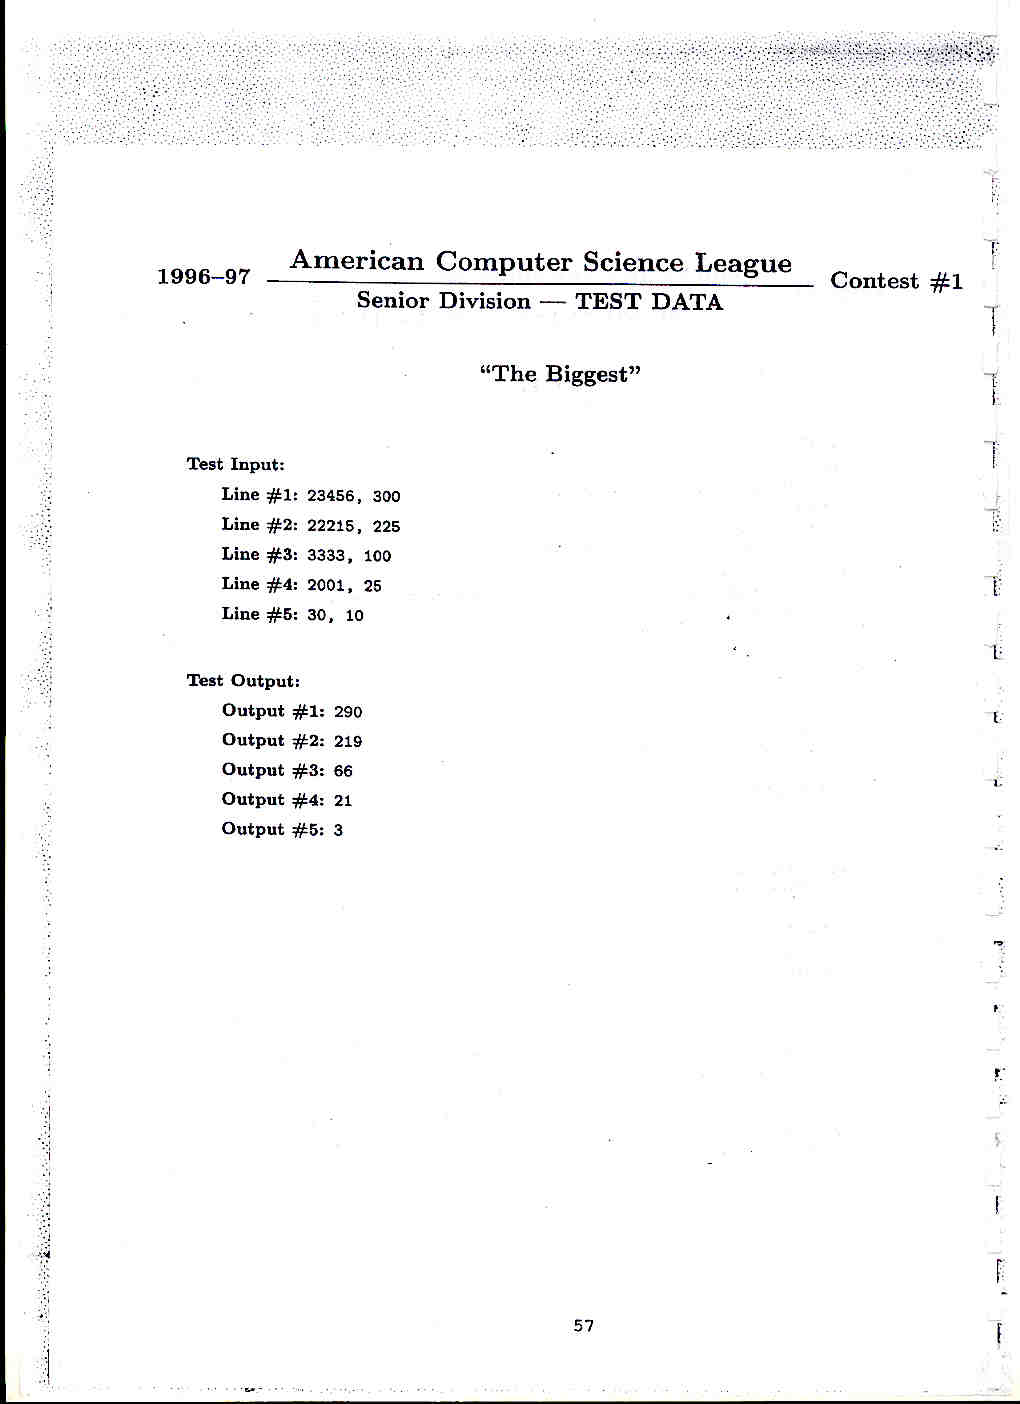 American Computer Science League
1996–97 Contest #1
Senior Division — TEST DATA
“The Biggest”
Test Input:
Line #1: 23456, 300
Line #2: 22215, 225
Line #3: 3333, 100
Line #4: 2001, 25
Line #5: 30, 10
Test Output:
Output #1: 290
Output #2: 219
Output #3: 66
Output #4: 21
Output #5: 3
57